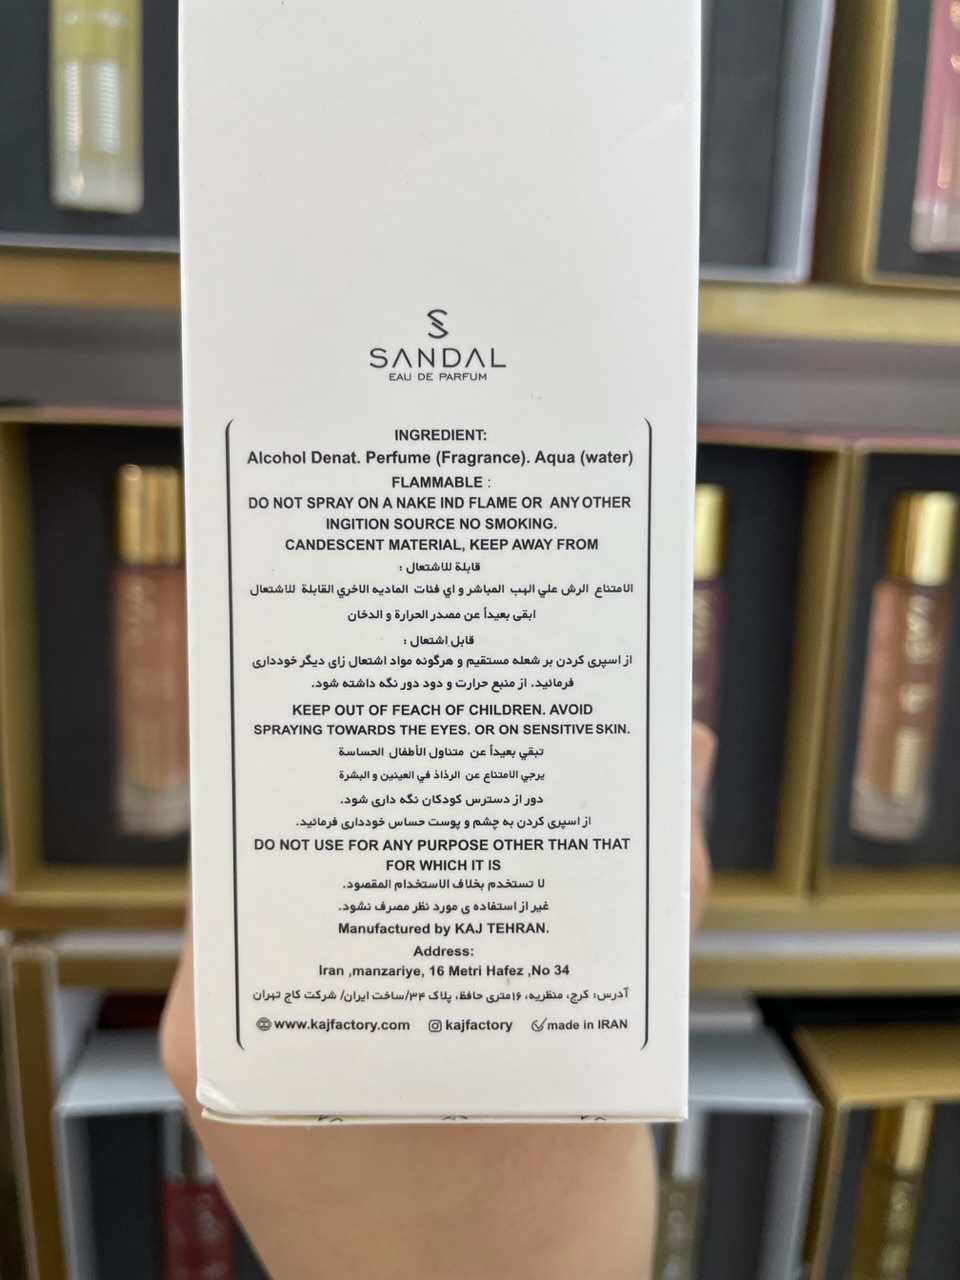 SANDAL
EAU DE PARFUM
INGREDIENT:
Alcohol Denat. Perfume (Fragrance). Aqua (water)
FLAMMABLE :
DO NOT SPRAY ON A NAKE IND FLAME OR ANY OTHER
INGITION SOURCE NO SMOKING.
CANDESCENT MATERIAL, KEEP AWAY FROM
قابلة للاشتعال :
الامتناع الرش علي الهب المباشر و اي فئات الماديه الاخري القابلة للاشتعال
ابقی بعیداً عن مصدر الحرارة و الدخان
قابل اشتعال :
از اسپری کردن بر شعله مستقیم و هرگونه مواد اشتعال زای دیگر خودداری
فرمائید. از منبع حرارت و دود دور نگه داشته شود.
KEEP OUT OF FEACH OF CHILDREN. AVOID
SPRAYING TOWARDS THE EYES. OR ON SENSITIVE SKIN.
تبقي بعيداً عن متناول الأطفال الحساسة
يرجي الامتناع عن الرذاذ في العينين و البشرة
دور از دسترس کودکان نگه داری شود.
از اسپری کردن به چشم و پوست حساس خودداری فرمائید.
DO NOT USE FOR ANY PURPOSE OTHER THAN THAT
FOR WHICH IT IS
لا تستخدم بخلاف الاستخدام المقصود.
غیر از استفاده ی مورد نظر مصرف نشود.
Manufactured by KAJ TEHRAN.
Address:
Iran ,manzariye, 16 Metri Hafez ,No 34
آدرس: کرج، منظریه، ۱۶متری حافظ، پلاک ۳۴/ساخت ایران/ شرکت کاج تهران
www.kajfactory.com kajfactory made in IRAN